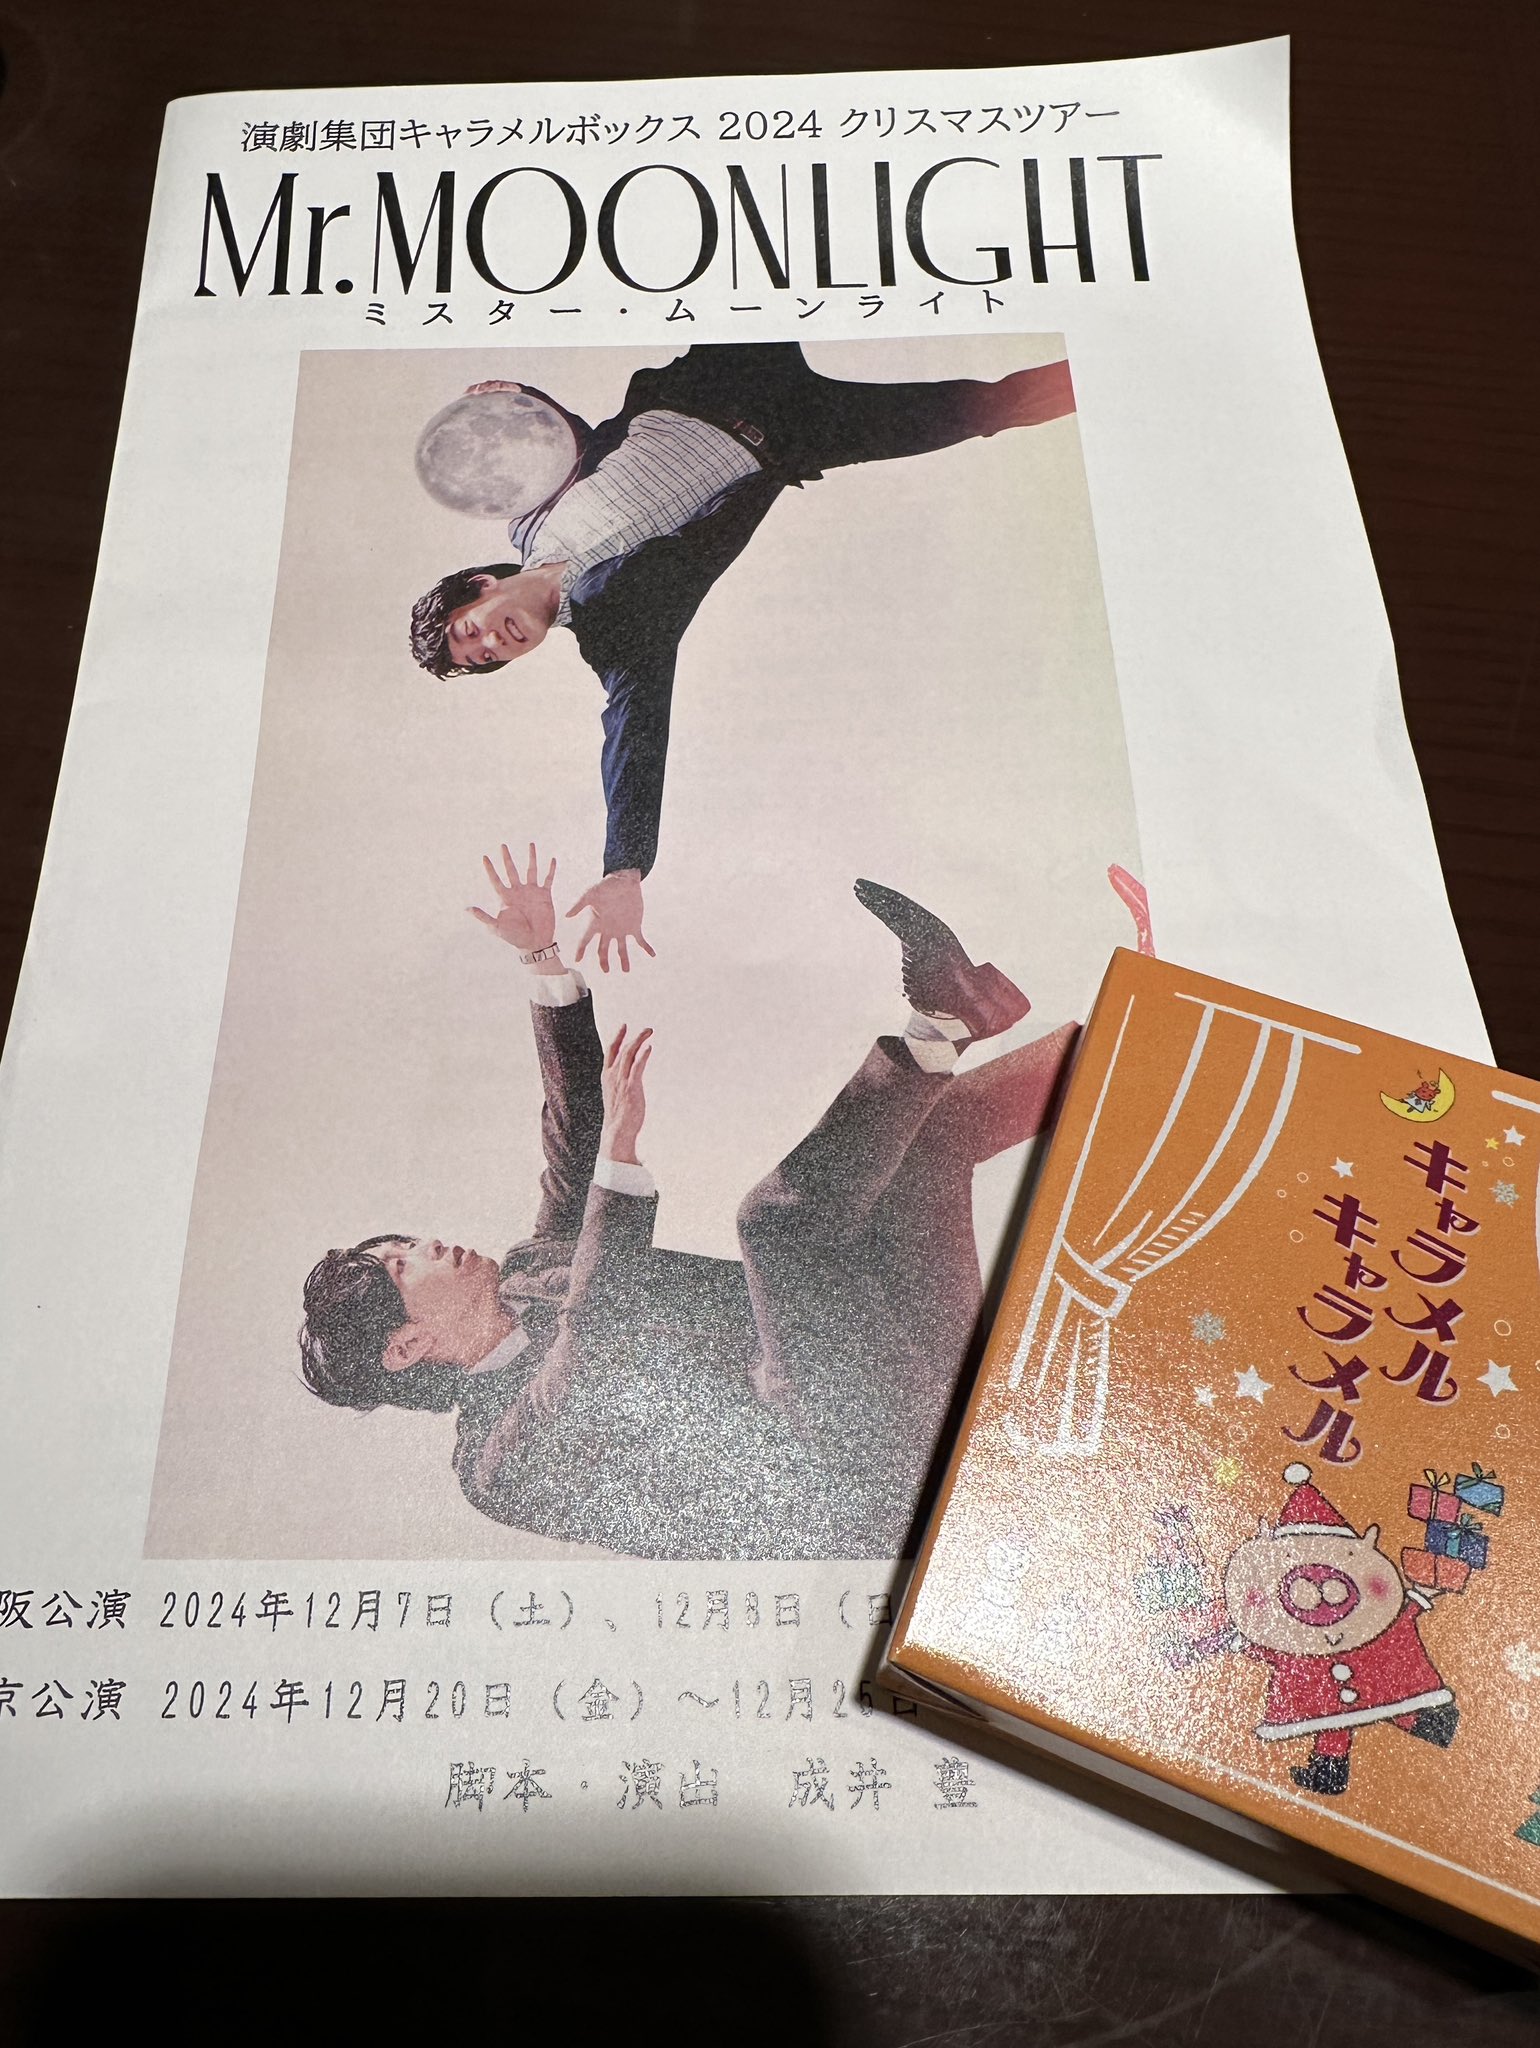 演劇集団キャラメルボックス 2024 クリスマスツアー
Mr.MOONLIGHT
ミスター・ムーンライト
阪公演 2024年12月7日(土)、12月8日(日
京公演 2024年12月20日(金)〜12月25日
脚本・演出 成井 豊
キャラメル
キャラメル